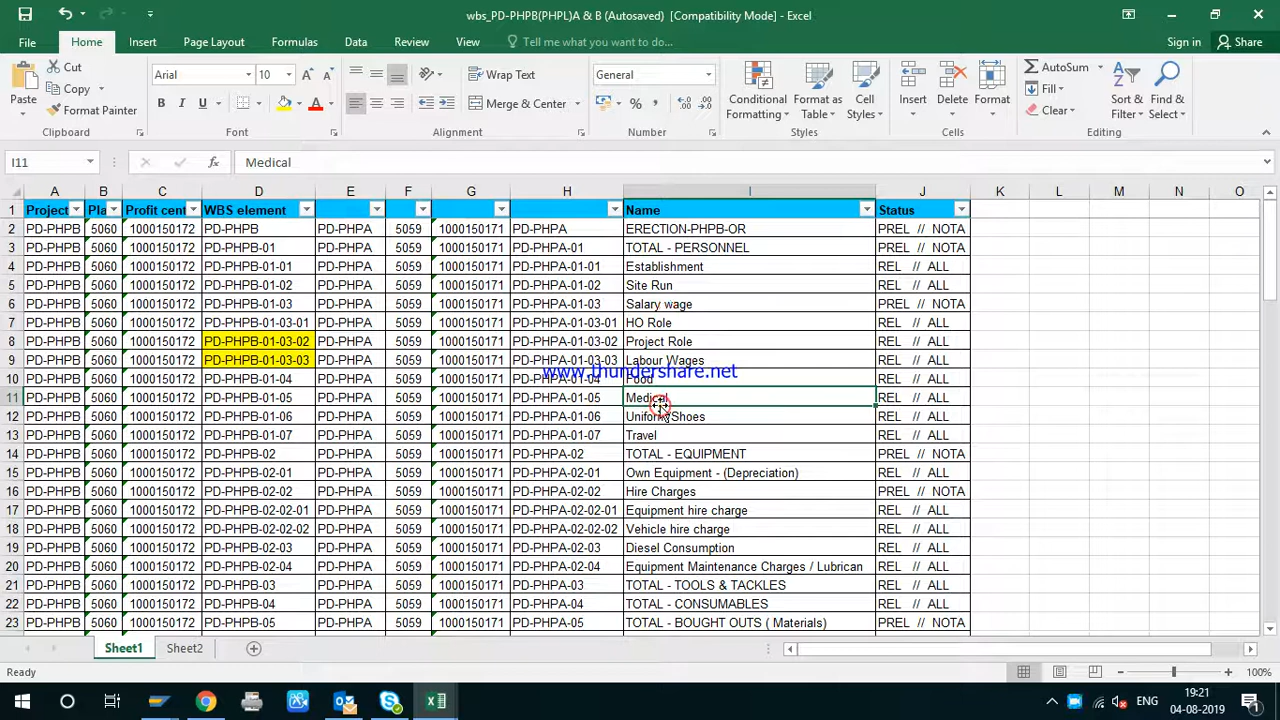 wbs_PD-PHPB(PHPL)A & B (Autosaved) [Compatibility Mode] - Excel
File Home Insert Page Layout Formulas Data Review View Tell me what you want to do... Sign in Share
Paste Cut Copy Format Painter Clipboard
Arial 10 B I U Font
Wrap Text Merge & Center Alignment
General % Number
Conditional Formatting Format as Table Cell Styles Styles
Insert Delete Format Cells
AutoSum Fill Clear Sort & Filter Find & Select Editing
I11 fx Medical
A B C D E F G H I J K L M N O
1 Project Pla Profit cent WBS element Name Status
2 PD-PHPB 5060 1000150172 PD-PHPB PD-PHPA 5059 1000150171 PD-PHPA ERECTION-PHPB-OR PREL // NOTA
3 PD-PHPB 5060 1000150172 PD-PHPB-01 PD-PHPA 5059 1000150171 PD-PHPA-01 TOTAL - PERSONNEL PREL // NOTA
4 PD-PHPB 5060 1000150172 PD-PHPB-01-01 PD-PHPA 5059 1000150171 PD-PHPA-01-01 Establishment REL // ALL
5 PD-PHPB 5060 1000150172 PD-PHPB-01-02 PD-PHPA 5059 1000150171 PD-PHPA-01-02 Site Run REL // ALL
6 PD-PHPB 5060 1000150172 PD-PHPB-01-03 PD-PHPA 5059 1000150171 PD-PHPA-01-03 Salary wage PREL // NOTA
7 PD-PHPB 5060 1000150172 PD-PHPB-01-03-01 PD-PHPA 5059 1000150171 PD-PHPA-01-03-01 HO Role REL // ALL
8 PD-PHPB 5060 1000150172 PD-PHPB-01-03-02 PD-PHPA 5059 1000150171 PD-PHPA-01-03-02 Project Role REL // ALL
9 PD-PHPB 5060 1000150172 PD-PHPB-01-03-03 PD-PHPA 5059 1000150171 PD-PHPA-01-03-03 Labour Wages REL // ALL
www.thundershare.net
10 PD-PHPB 5060 1000150172 PD-PHPB-01-04 PD-PHPA 5059 1000150171 PD-PHPA-01-04 Food REL // ALL
11 PD-PHPB 5060 1000150172 PD-PHPB-01-05 PD-PHPA 5059 1000150171 PD-PHPA-01-05 Medical REL // ALL
12 PD-PHPB 5060 1000150172 PD-PHPB-01-06 PD-PHPA 5059 1000150171 PD-PHPA-01-06 Uniform/Shoes REL // ALL
13 PD-PHPB 5060 1000150172 PD-PHPB-01-07 PD-PHPA 5059 1000150171 PD-PHPA-01-07 Travel REL // ALL
14 PD-PHPB 5060 1000150172 PD-PHPB-02 PD-PHPA 5059 1000150171 PD-PHPA-02 TOTAL - EQUIPMENT PREL // NOTA
15 PD-PHPB 5060 1000150172 PD-PHPB-02-01 PD-PHPA 5059 1000150171 PD-PHPA-02-01 Own Equipment - (Depreciation) REL // ALL
16 PD-PHPB 5060 1000150172 PD-PHPB-02-02 PD-PHPA 5059 1000150171 PD-PHPA-02-02 Hire Charges PREL // NOTA
17 PD-PHPB 5060 1000150172 PD-PHPB-02-02-01 PD-PHPA 5059 1000150171 PD-PHPA-02-02-01 Equipment hire charge REL // ALL
18 PD-PHPB 5060 1000150172 PD-PHPB-02-02-02 PD-PHPA 5059 1000150171 PD-PHPA-02-02-02 Vehicle hire charge REL // ALL
19 PD-PHPB 5060 1000150172 PD-PHPB-02-03 PD-PHPA 5059 1000150171 PD-PHPA-02-03 Diesel Consumption REL // ALL
20 PD-PHPB 5060 1000150172 PD-PHPB-02-04 PD-PHPA 5059 1000150171 PD-PHPA-02-04 Equipment Maintenance Charges / Lubrican REL // ALL
21 PD-PHPB 5060 1000150172 PD-PHPB-03 PD-PHPA 5059 1000150171 PD-PHPA-03 TOTAL - TOOLS & TACKLES REL // ALL
22 PD-PHPB 5060 1000150172 PD-PHPB-04 PD-PHPA 5059 1000150171 PD-PHPA-04 TOTAL - CONSUMABLES REL // ALL
23 PD-PHPB 5060 1000150172 PD-PHPB-05 PD-PHPA 5059 1000150171 PD-PHPA-05 TOTAL - BOUGHT OUTS ( Materials) PREL // NOTA
Sheet1 Sheet2
Ready 100%
ENG 19:21
04-08-2019